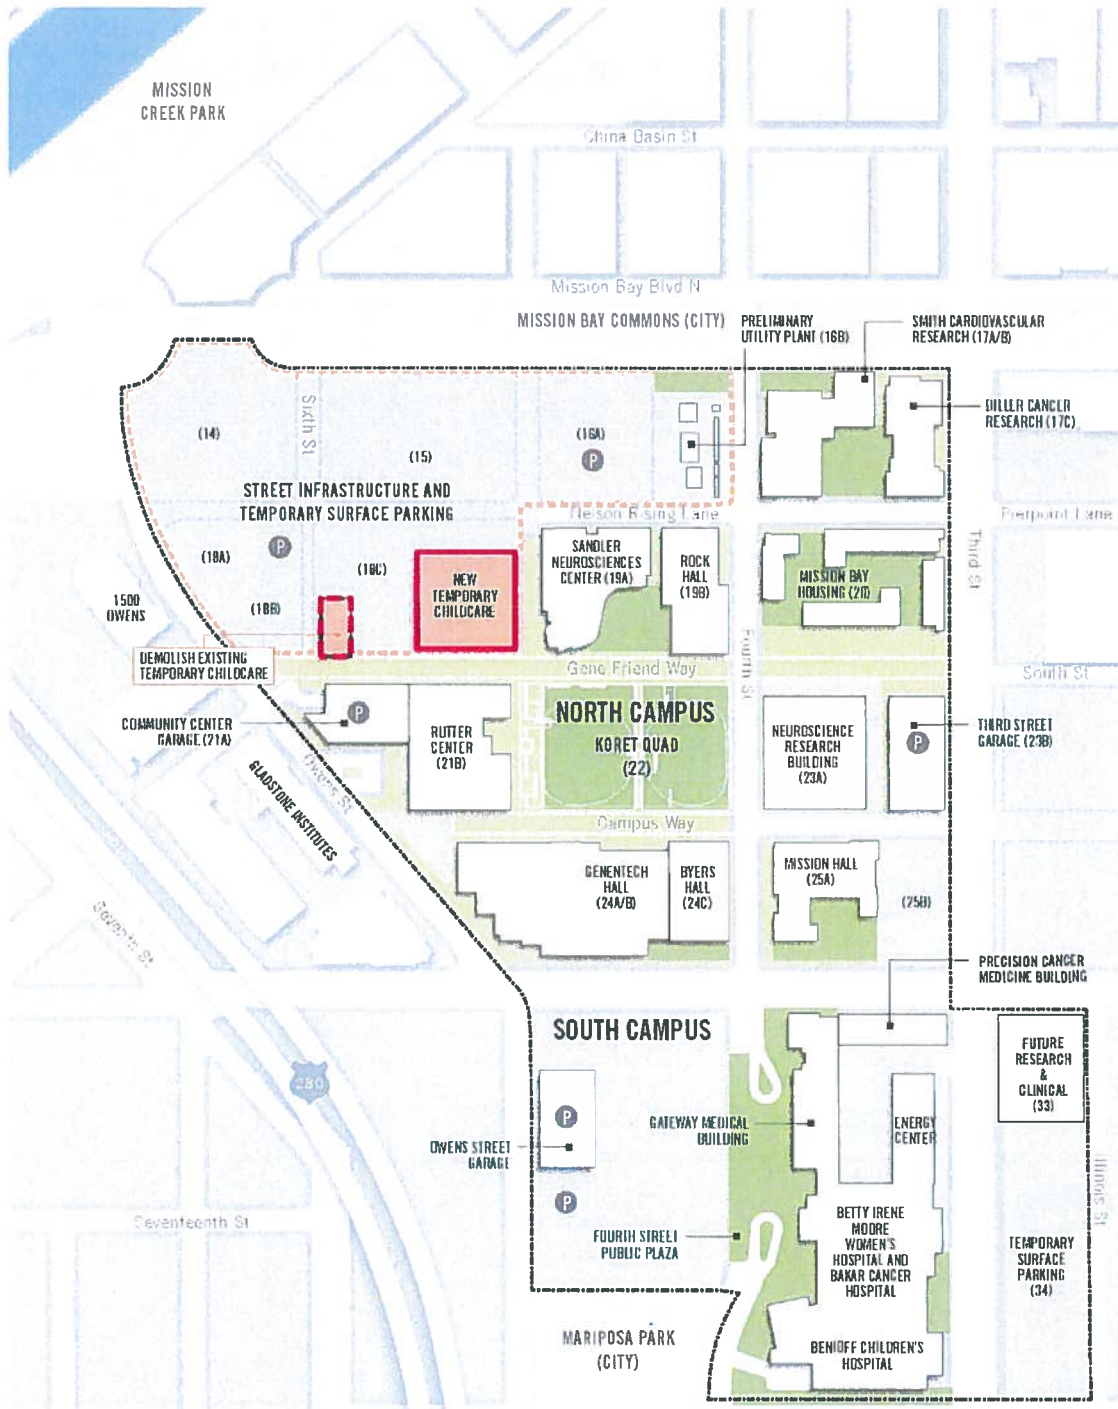 MISSION
CREEK PARK
China Basin St
Mission Bay Blvd N
MISSION BAY COMMONS (CITY)
PRELIMINARY
UTILITY PLANT (16B)
SMITH CARDIOVASCULAR
RESEARCH (17A/B)
DILLER CANCER
RESEARCH (17C)
Sixth St
(14)
(15)
(16A)
P
STREET INFRASTRUCTURE AND
TEMPORARY SURFACE PARKING
Nelson Rising Lane
Pierpoint Lane
(18A)
P
(18B)
(18C)
NEW
TEMPORARY
CHILDCARE
SANDLER
NEUROSCIENCES
CENTER (19A)
ROCK
HALL
(19B)
MISSION BAY
HOUSING (20)
Third St
1500
OWENS
DEMOLISH EXISTING
TEMPORARY CHILDCARE
Gene Friend Way
Fourth St
South St
COMMUNITY CENTER
GARAGE (21A)
P
RUTTER
CENTER
(21B)
NORTH CAMPUS
KORET QUAD
(22)
NEUROSCIENCE
RESEARCH
BUILDING
(23A)
P
THIRD STREET
GARAGE (23B)
Owens St
GLADSTONE INSTITUTES
Campus Way
GENENTECH
HALL
(24A/B)
BYERS
HALL
(24C)
MISSION HALL
(25A)
(25B)
Seventh St
PRECISION CANCER
MEDICINE BUILDING
SOUTH CAMPUS
FUTURE
RESEARCH
&
CLINICAL
(33)
280
P
OWENS STREET
GARAGE
P
GATEWAY MEDICAL
BUILDING
ENERGY
CENTER
Illinois St
Seventeenth St
FOURTH STREET
PUBLIC PLAZA
BETTY IRENE
MOORE
WOMEN'S
HOSPITAL AND
BAKAR CANCER
HOSPITAL
TEMPORARY
SURFACE
PARKING
(34)
MARIPOSA PARK
(CITY)
BENIOFF CHILDREN'S
HOSPITAL